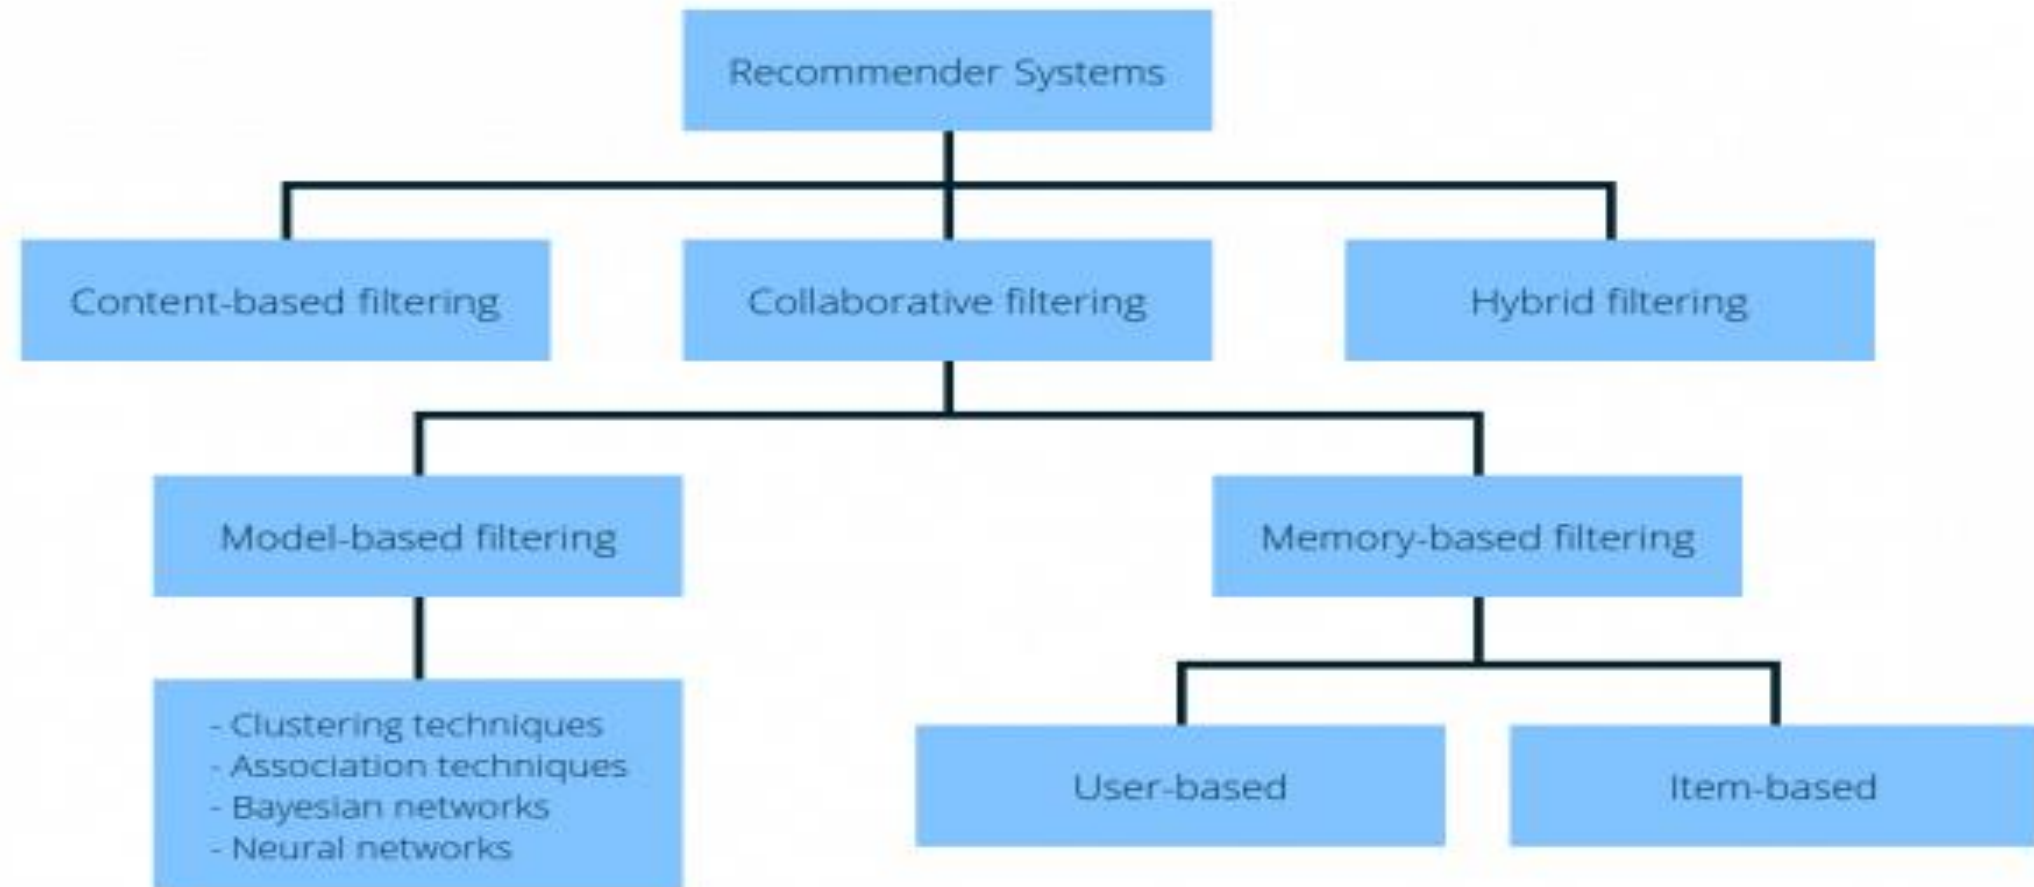 Recommender Systems
Content-based filtering
Collaborative filtering
Hybrid filtering
Model-based filtering
Memory-based filtering
- Clustering techniques
- Association techniques
- Bayesian networks
- Neural networks
User-based
Item-based